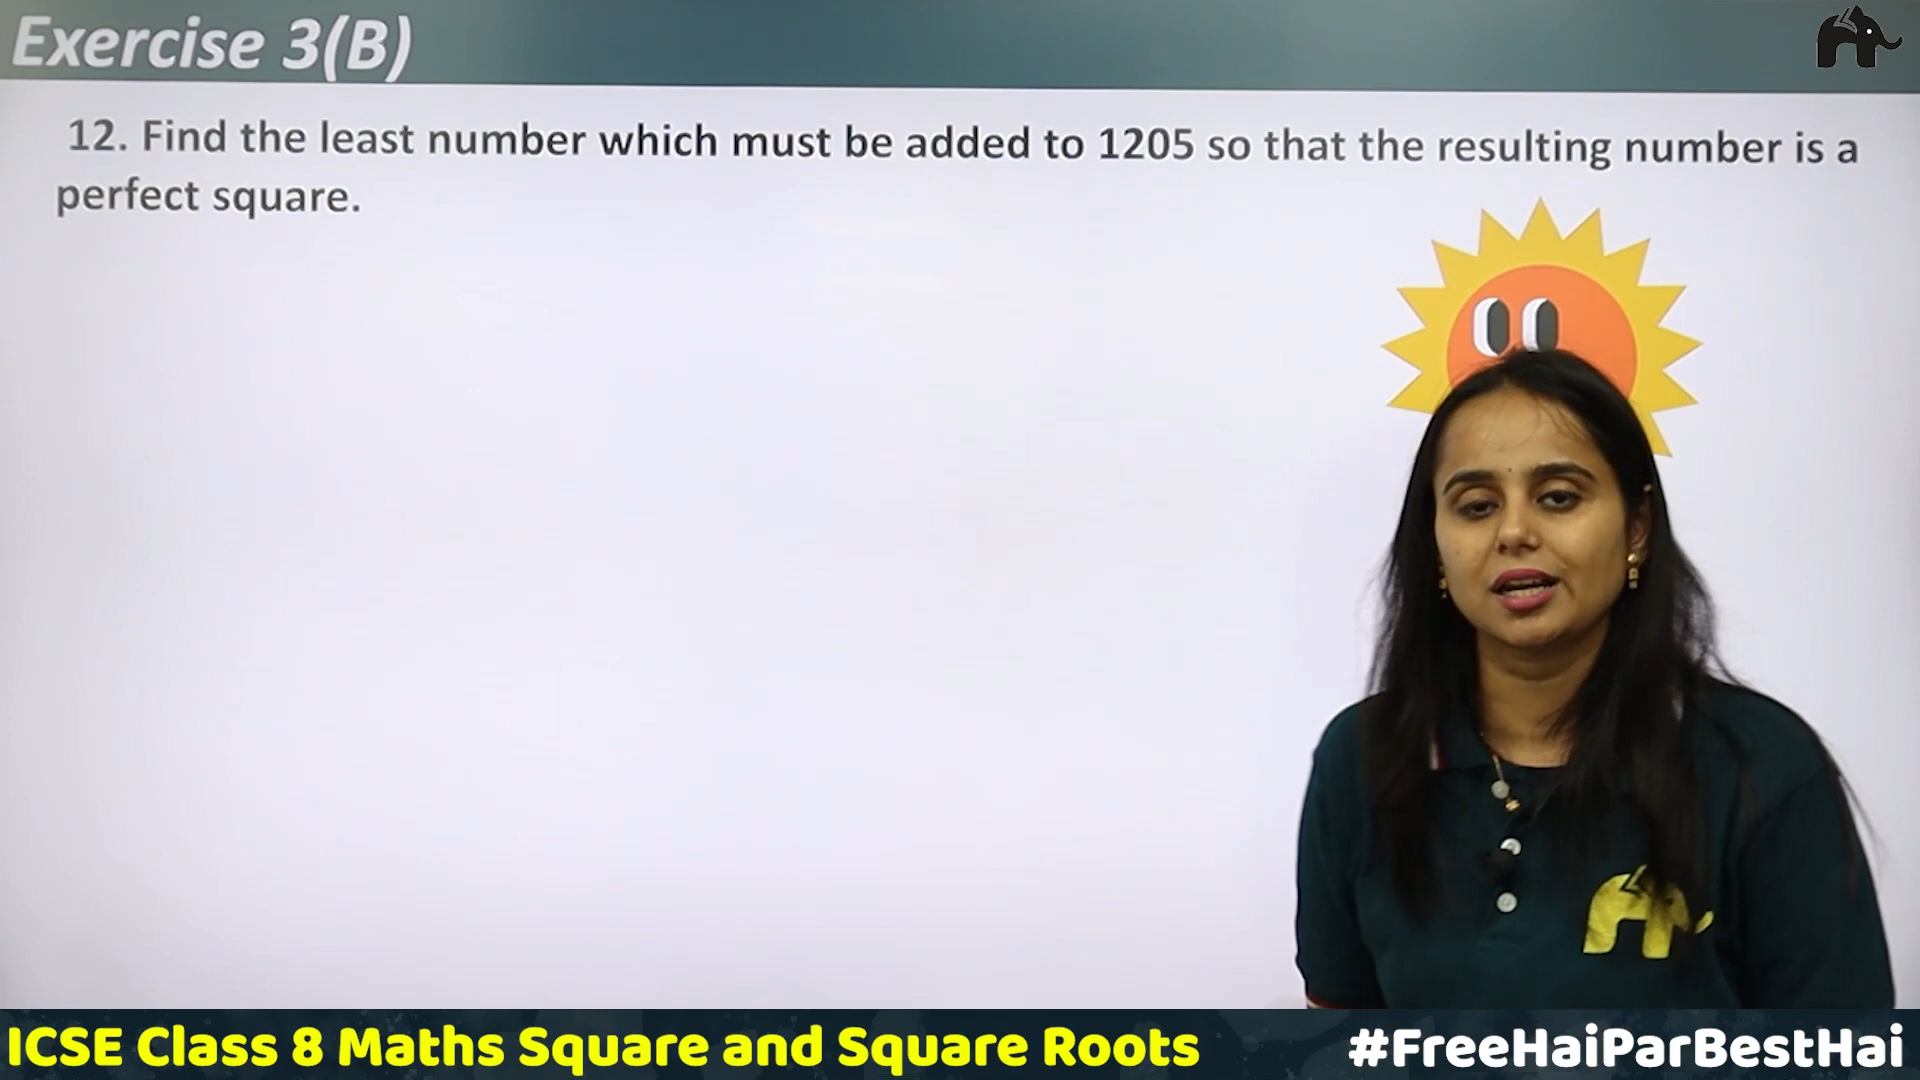 Exercise 3(B)
12. Find the least number which must be added to 1205 so that the resulting number is a
perfect square.
ICSE Class 8 Maths Square and Square Roots
#FreeHaiParBestHai